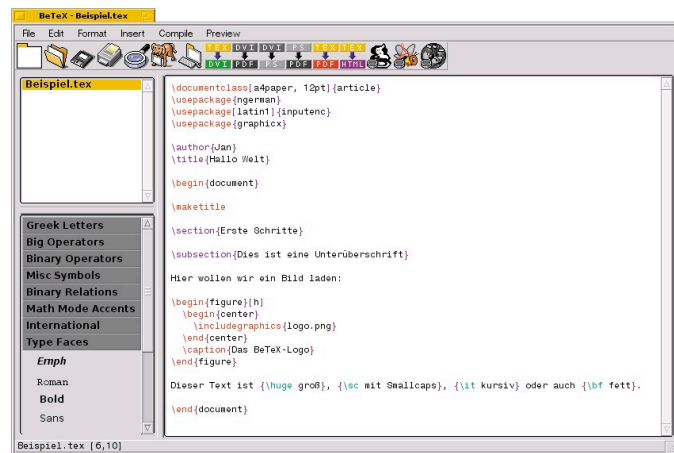 BeTeX - Beispiel.tex
File Edit Format Insert Compile Preview
TEX DVI DVI PS TEX TEX
DVI PDF PS PDF PDF HTML
Beispiel.tex
Greek Letters
Big Operators
Binary Operators
Misc Symbols
Binary Relations
Math Mode Accents
International
Type Faces
Emph
Roman
Bold
Sans
\documentclass[a4paper, 12pt]{article}
\usepackage{ngerman}
\usepackage[latin1]{inputenc}
\usepackage{graphicx}
\author{Jan}
\title{Hallo Welt}
\begin{document}
\maketitle
\section{Erste Schritte}
\subsection{Dies ist eine Unterüberschrift}
Hier wollen wir ein Bild laden:
\begin{figure}[h]
\begin{center}
\includegraphics{logo.png}
\end{center}
\caption{Das BeTeX-Logo}
\end{figure}
Dieser Text ist {\huge groß}, {\sc mit Smallcaps}, {\it kursiv} oder auch {\bf fett}.
\end{document}
Beispiel.tex [6,10]